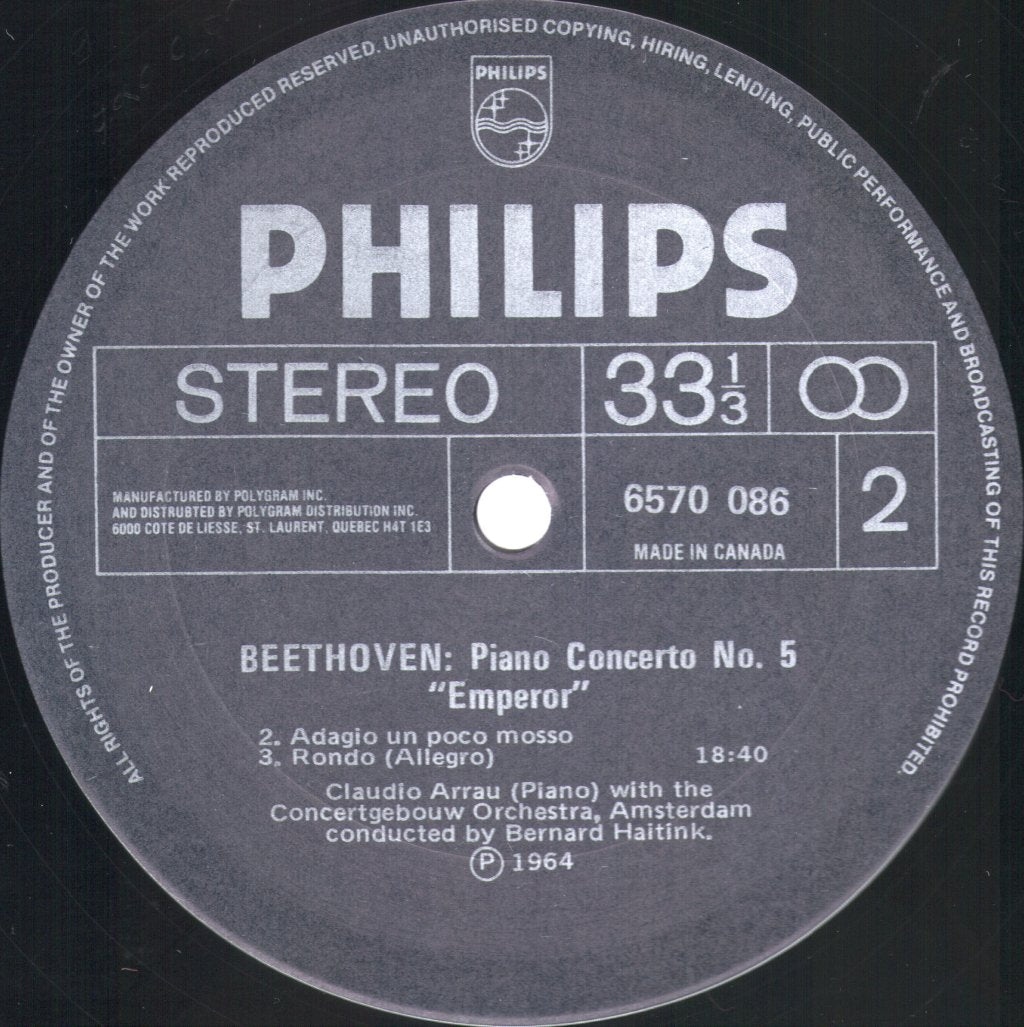 ALL RIGHTS OF THE PRODUCER AND OF THE OWNER OF THE WORK REPRODUCED RESERVED. UNAUTHORISED COPYING, HIRING, LENDING, PUBLIC PERFORMANCE AND BROADCASTING OF THIS RECORD PROHIBITED.
PHILIPS
PHILIPS
STEREO
33 1/3
MANUFACTURED BY POLYGRAM INC.
AND DISTRUBTED BY POLYGRAM DISTRIBUTION INC.
6000 COTE DE LIESSE, ST. LAURENT, QUEBEC H4T 1E3
6570 086
MADE IN CANADA
2
BEETHOVEN: Piano Concerto No. 5
"Emperor"
2. Adagio un poco mosso
3. Rondo (Allegro) 18:40
Claudio Arrau (Piano) with the
Concertgebouw Orchestra, Amsterdam
conducted by Bernard Haitink.
Ⓟ 1964